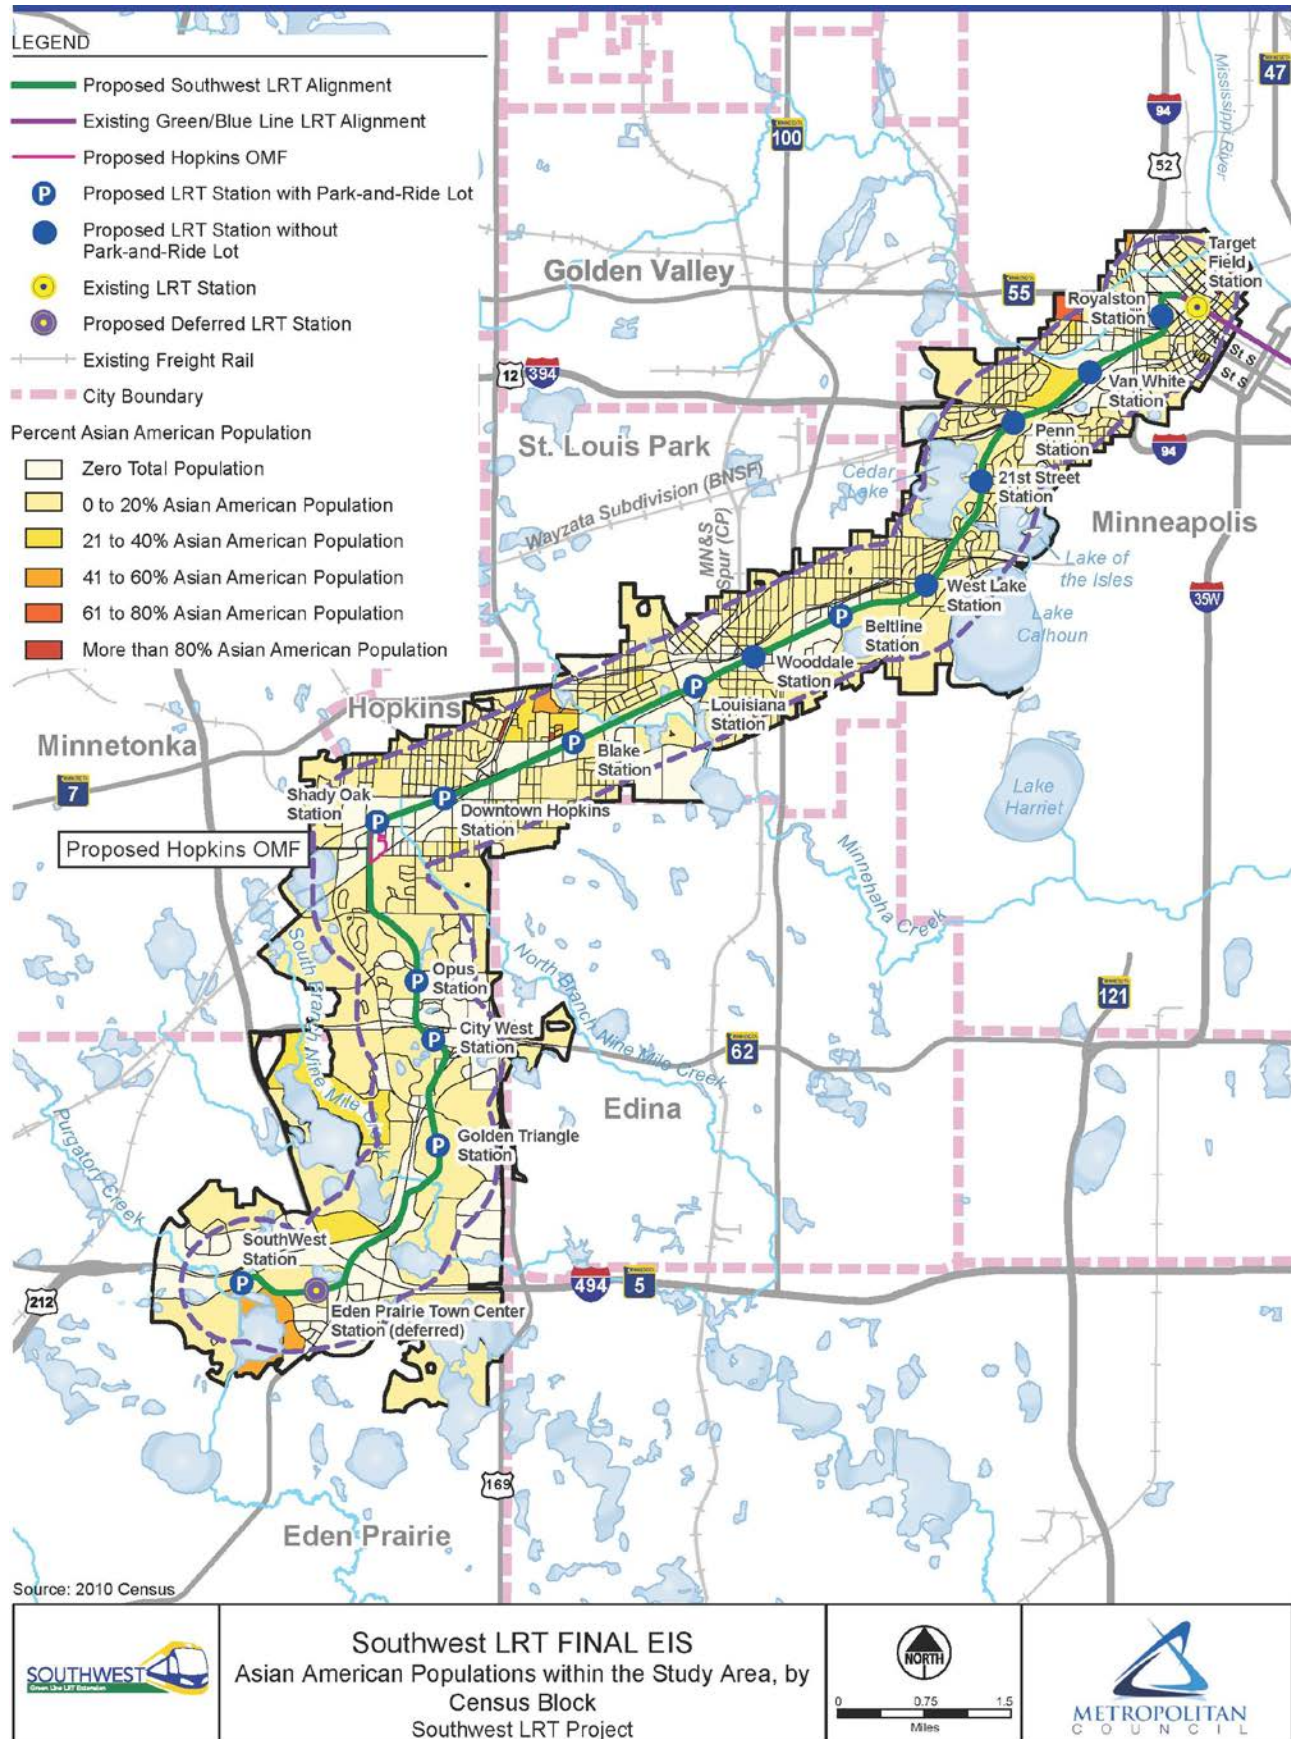 LEGEND
Proposed Southwest LRT Alignment
Existing Green/Blue Line LRT Alignment
Proposed Hopkins OMF
P
Proposed LRT Station with Park-and-Ride Lot
Proposed LRT Station without
Park-and-Ride Lot
Existing LRT Station
Proposed Deferred LRT Station
Existing Freight Rail
City Boundary
Percent Asian American Population
Zero Total Population
0 to 20% Asian American Population
21 to 40% Asian American Population
41 to 60% Asian American Population
61 to 80% Asian American Population
More than 80% Asian American Population
47
Mississippi River
94
100
52
Target
Field
Station
Golden Valley
55
Royalston
Station
St S
St S
12
394
Van White
Station
Penn
Station
94
St. Louis Park
Cedar
Lake
21st Street
Station
Wayzata Subdivision (BNSF)
MN&S
Spur (CP)
Minneapolis
Lake of
the Isles
West Lake
Station
35W
Lake
Calhoun
P
Beltline
Station
Wooddale
Station
P
Louisiana
Station
Hopkins
Minnetonka
P
Blake
Station
7
Shady Oak
Station
P
P
Downtown Hopkins
Station
Lake
Harriet
Proposed Hopkins OMF
Minnehaha Creek
South Branch Nine Mile Creek
North Branch Nine Mile Creek
P
Opus
Station
121
P
City West
Station
62
Edina
Purgatory Creek
P
Golden Triangle
Station
SouthWest
Station
P
212
494
5
Eden Prairie Town Center
Station (deferred)
169
Eden Prairie
Source: 2010 Census
SOUTHWEST
Green Line LRT Extension
Southwest LRT FINAL EIS
Asian American Populations within the Study Area, by
Census Block
Southwest LRT Project
NORTH
0 0.75 1.5
Miles
METROPOLITAN
COUNCIL